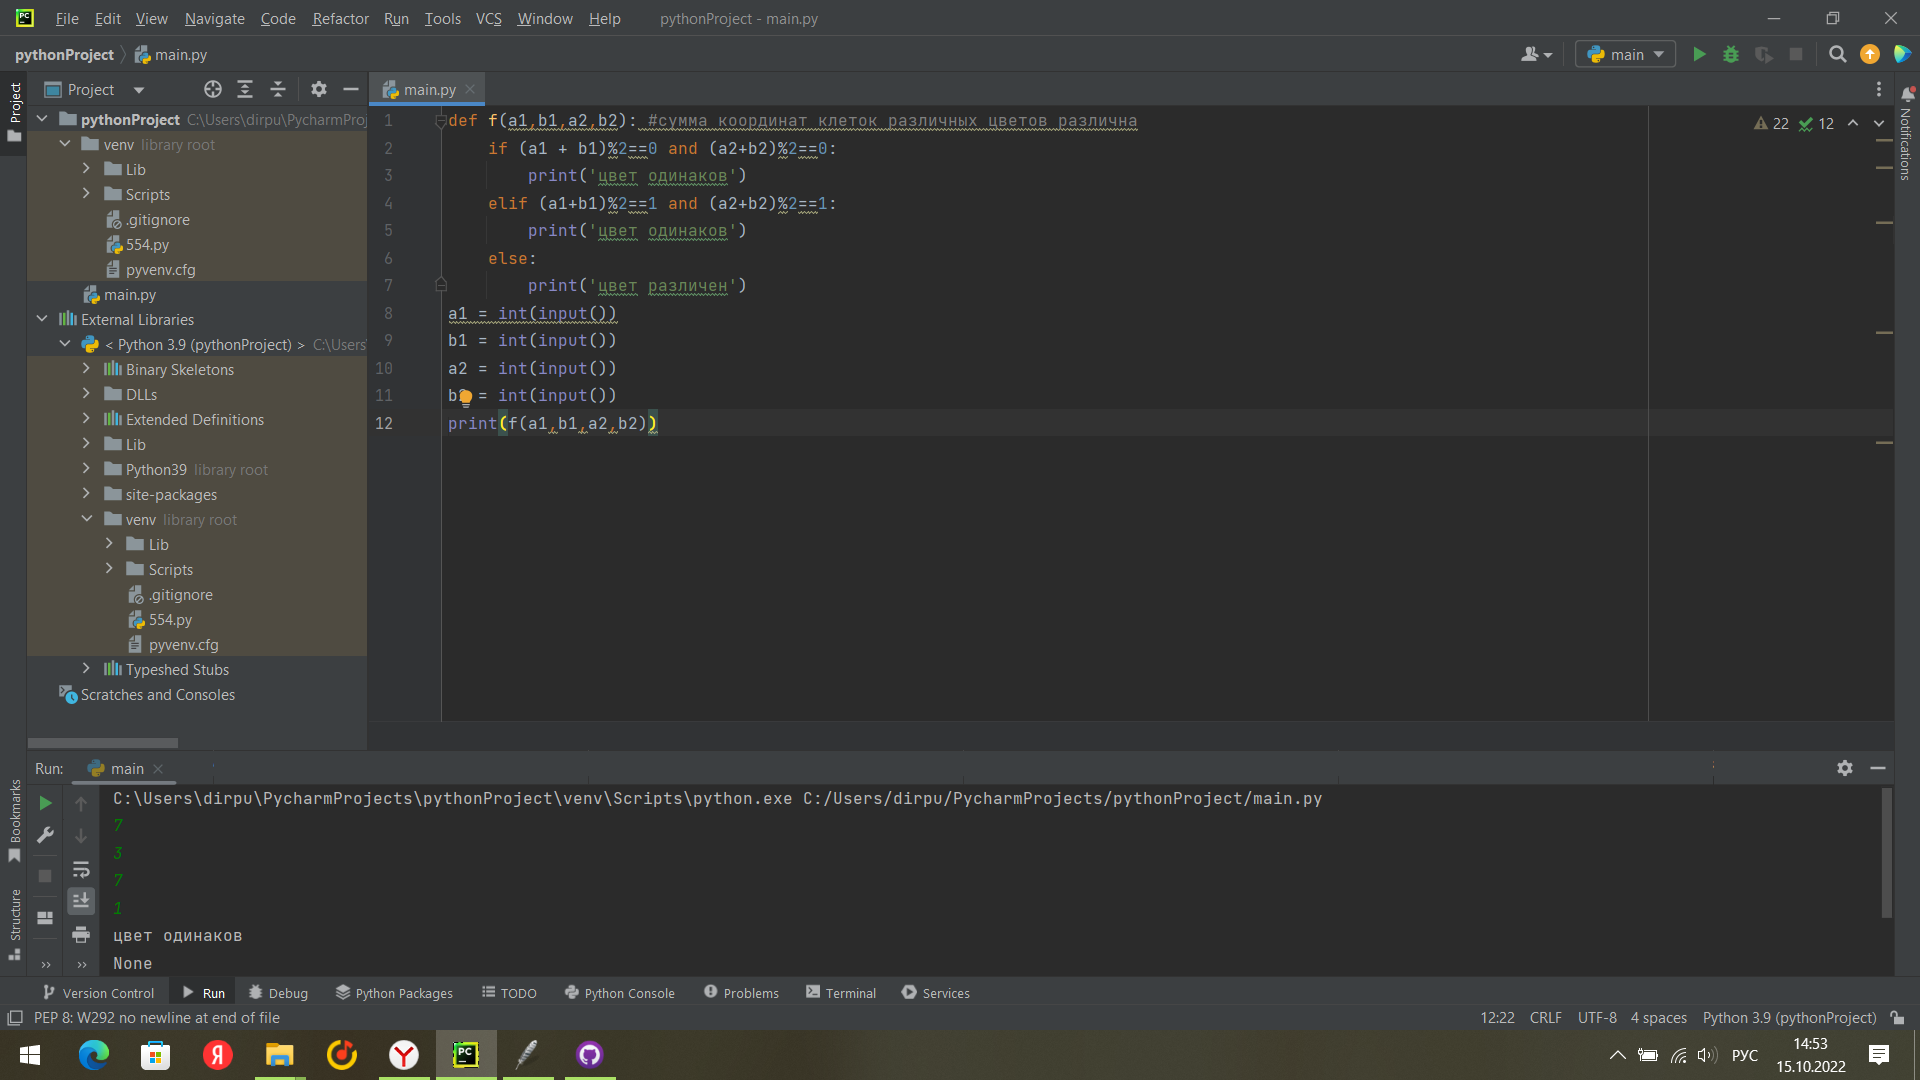 File Edit View Navigate Code Refactor Run Tools VCS Window Help pythonProject - main.py
pythonProject main.py main
Project main.py
pythonProject C:\Users\dirpu\PycharmProj
venv library root
Lib
Scripts
.gitignore
554.py
pyvenv.cfg
main.py
External Libraries
< Python 3.9 (pythonProject) > C:\Users
Binary Skeletons
DLLs
Extended Definitions
Lib
Python39 library root
site-packages
venv library root
Lib
Scripts
.gitignore
554.py
pyvenv.cfg
Typeshed Stubs
Scratches and Consoles
Project
Bookmarks
Structure
Notifications
22 12
1 def f(a1,b1,a2,b2): #сумма координат клеток различных цветов различна
2 if (a1 + b1)%2==0 and (a2+b2)%2==0:
3 print('цвет одинаков')
4 elif (a1+b1)%2==1 and (a2+b2)%2==1:
5 print('цвет одинаков')
6 else:
7 print('цвет различен')
8 a1 = int(input())
9 b1 = int(input())
10 a2 = int(input())
11 b2 = int(input())
12 print(f(a1,b1,a2,b2))
Run: main
C:\Users\dirpu\PycharmProjects\pythonProject\venv\Scripts\python.exe C:/Users/dirpu/PycharmProjects/pythonProject/main.py
7
3
7
1
цвет одинаков
None
Version Control Run Debug Python Packages TODO Python Console Problems Terminal Services
PEP 8: W292 no newline at end of file 12:22 CRLF UTF-8 4 spaces Python 3.9 (pythonProject)
РУС 14:53
15.10.2022